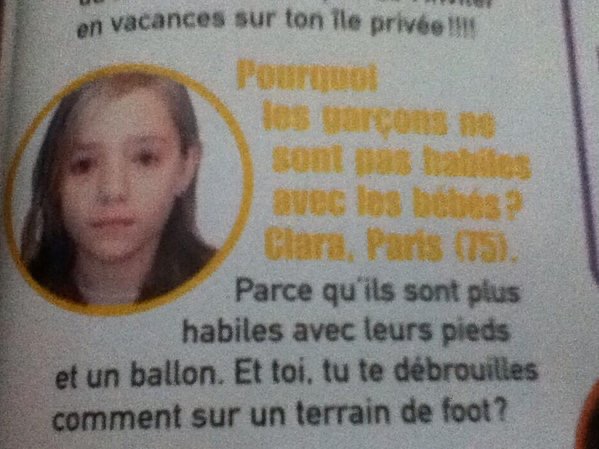 en vacances sur ton île privée!!!!
Pourquoi
les garçons ne
sont pas habiles
avec les bébés?
Clara, Paris (75).
Parce qu'ils sont plus
habiles avec leurs pieds
et un ballon. Et toi, tu te débrouilles
comment sur un terrain de foot?